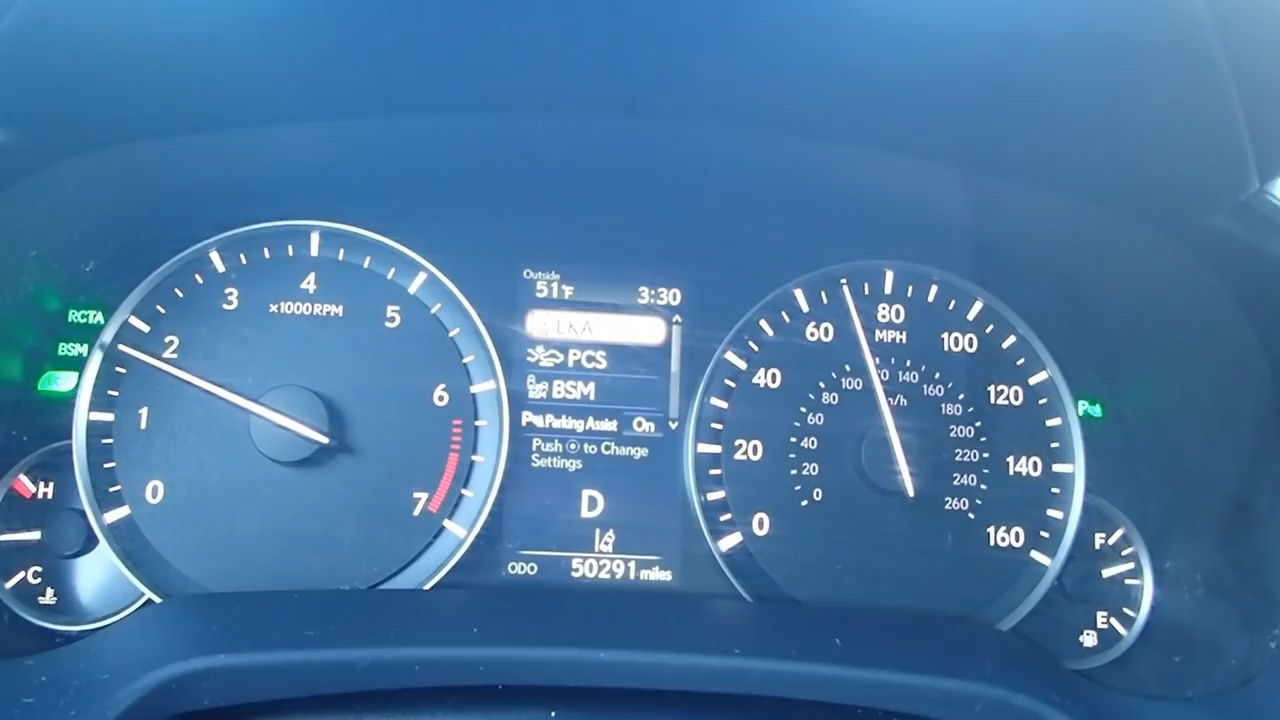 RCTA
BSM
0
1
2
3
4
5
6
7
x1000RPM
H
C
Outside
51°F 3:30
LKA
PCS
BSM
BSM
Parking Assist On
Push to Change
Settings
D
ODO 50291 miles
0
20
40
60
80
100
120
140
160
MPH
0
20
40
60
80
100
140
160
180
200
220
240
260
F
E